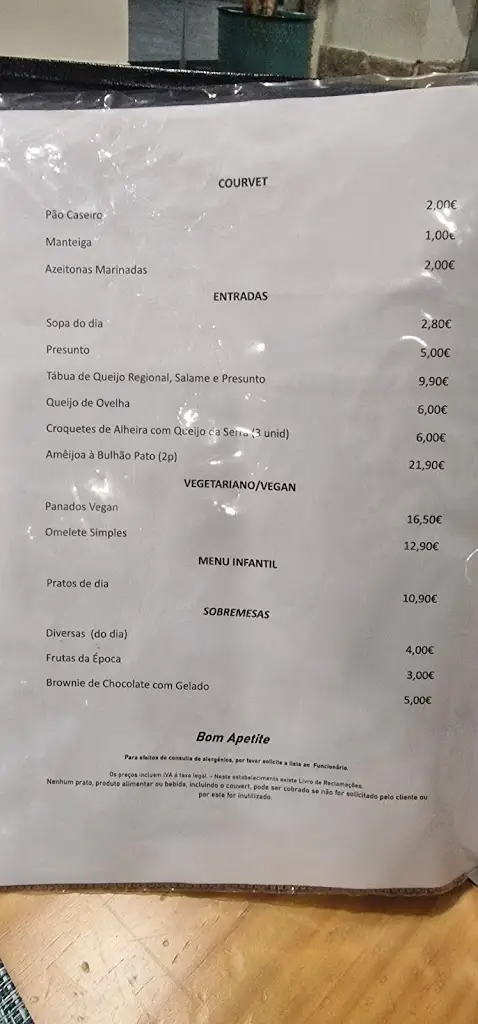 COURVET
Pão Caseiro 2,00€
Manteiga 1,00€
Azeitonas Marinadas 2,00€
ENTRADAS
Sopa do dia 2,80€
Presunto 5,00€
Tábua de Queijo Regional, Salame e Presunto 9,90€
Queijo de Ovelha 6,00€
Croquetes de Alheira com Queijo da Serra (3 unid) 6,00€
Amêijoa à Bulhão Pato (2p) 21,90€
VEGETARIANO/VEGAN
Panados Vegan 16,50€
Omelete Simples 12,90€
MENU INFANTIL
Pratos de dia 10,90€
SOBREMESAS
Diversas (do dia) 4,00€
Frutas da Época 3,00€
Brownie de Chocolate com Gelado 5,00€
Bom Apetite
Para efeitos de consulta de alergénios, por favor solicite a lista ao Funcionário.
Os preços incluem IVA á taxa legal. – Neste estabelecimento existe Livro de Reclamações.
Nenhum prato, produto alimentar ou bebida, incluindo o couvert, pode ser cobrado se não for solicitado pelo cliente ou
por este for inutilizado.